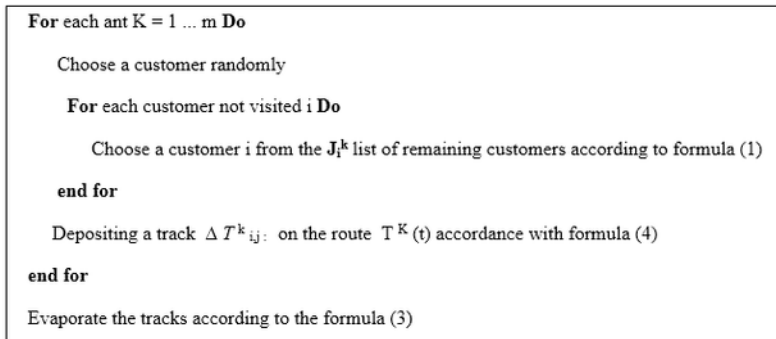 For each ant K = 1 ... m Do
Choose a customer randomly
For each customer not visited i Do
Choose a customer i from the Jᵢᵏ list of remaining customers according to formula (1)
end for
Depositing a track Δ Tᵏ ᵢⱼ : on the route T ᴷ (t) accordance with formula (4)
end for
Evaporate the tracks according to the formula (3)